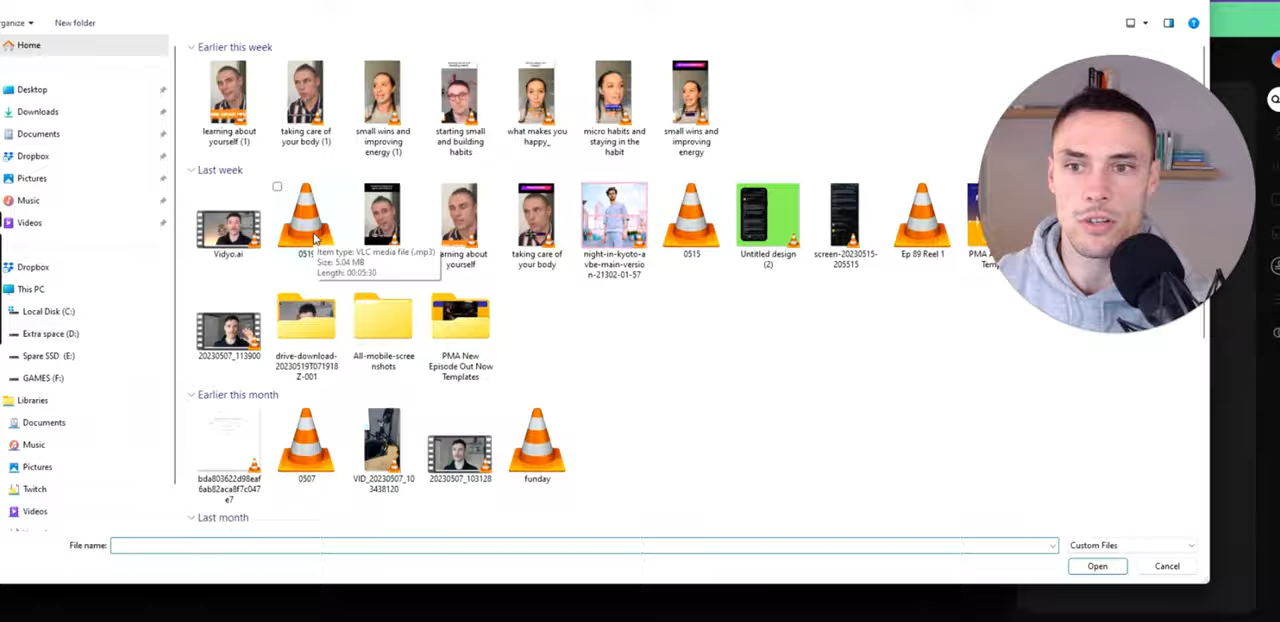 rganize
New folder
Home
Desktop
Downloads
Documents
Dropbox
Pictures
Music
Videos
Dropbox
This PC
Local Disk (C:)
Extra space (D:)
Spare SSD (E:)
GAMES (F:)
Libraries
Documents
Music
Pictures
Twitch
Videos
Earlier this week
learning about
yourself (1)
taking care of
your body (1)
small wins and
improving
energy (1)
starting small
and building
habits
what makes you
happy_
micro habits and
staying in the
habit
small wins and
improving
energy
Last week
Vidyo.ai
051
Item type: VLC media file (.mp3)
Size: 5.04 MB
Length: 00:05:30
arning about
yourself
taking care of
your body
night-in-kyoto-a
vbe-main-versio
n-21302-01-57
0515
Untitled design
(2)
screen-20230515-
205515
Ep 89 Reel 1
PMA
Temp
20230507_113900
drive-download-
20230519T071918
Z-001
All-mobile-scree
nshots
PMA New
Episode Out Now
Templates
Earlier this month
bda803622d98eaf
6ab82aca8f7c047
e7
0507
VID_20230507_10
3438120
20230507_103128
funday
Last month
File name:
Custom Files
Open
Cancel